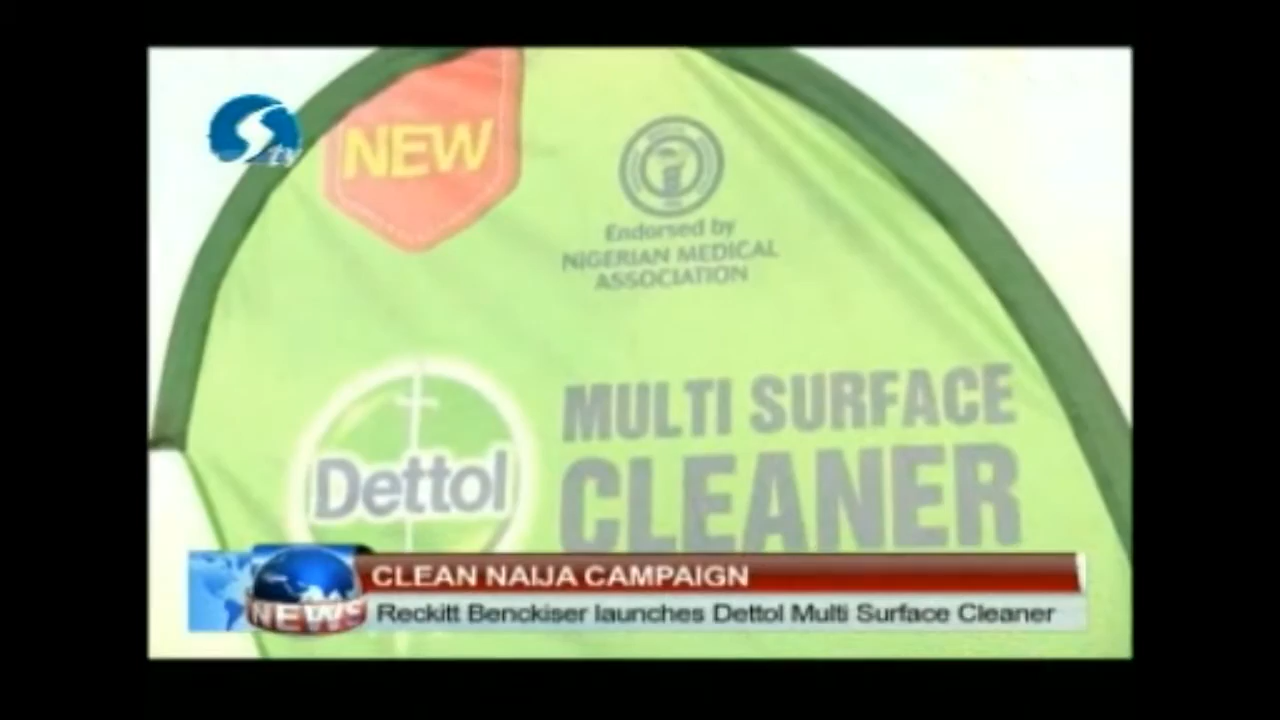 NEW
S tv
Endorsed by
NIGERIAN MEDICAL
ASSOCIATION
MULTI SURFACE
CLEANER
Dettol
CLEAN NAIJA CAMPAIGN
NEWS
Reckitt Benckiser launches Dettol Multi Surface Cleaner